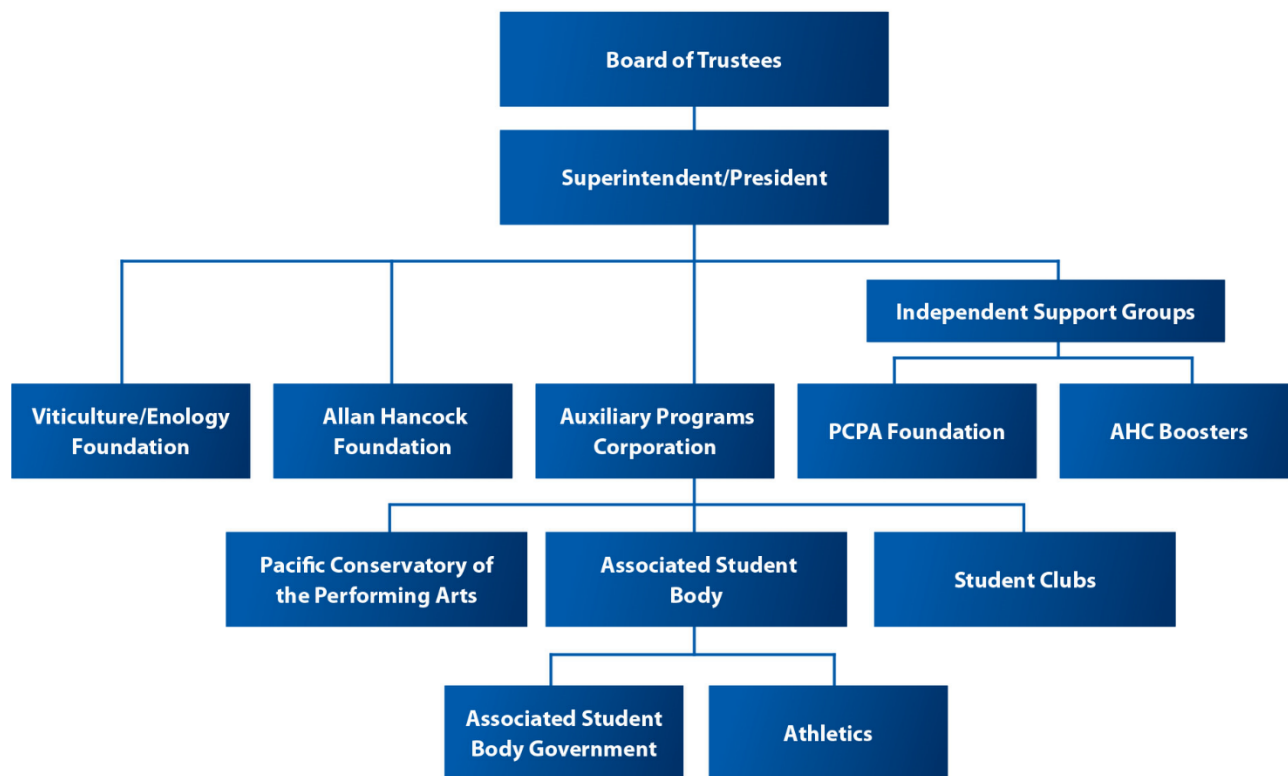 Board of Trustees
Superintendent/President
Independent Support Groups
Viticulture/Enology
Foundation
Allan Hancock
Foundation
Auxiliary Programs
Corporation
PCPA Foundation
AHC Boosters
Pacific Conservatory of
the Performing Arts
Associated Student
Body
Student Clubs
Associated Student
Body Government
Athletics